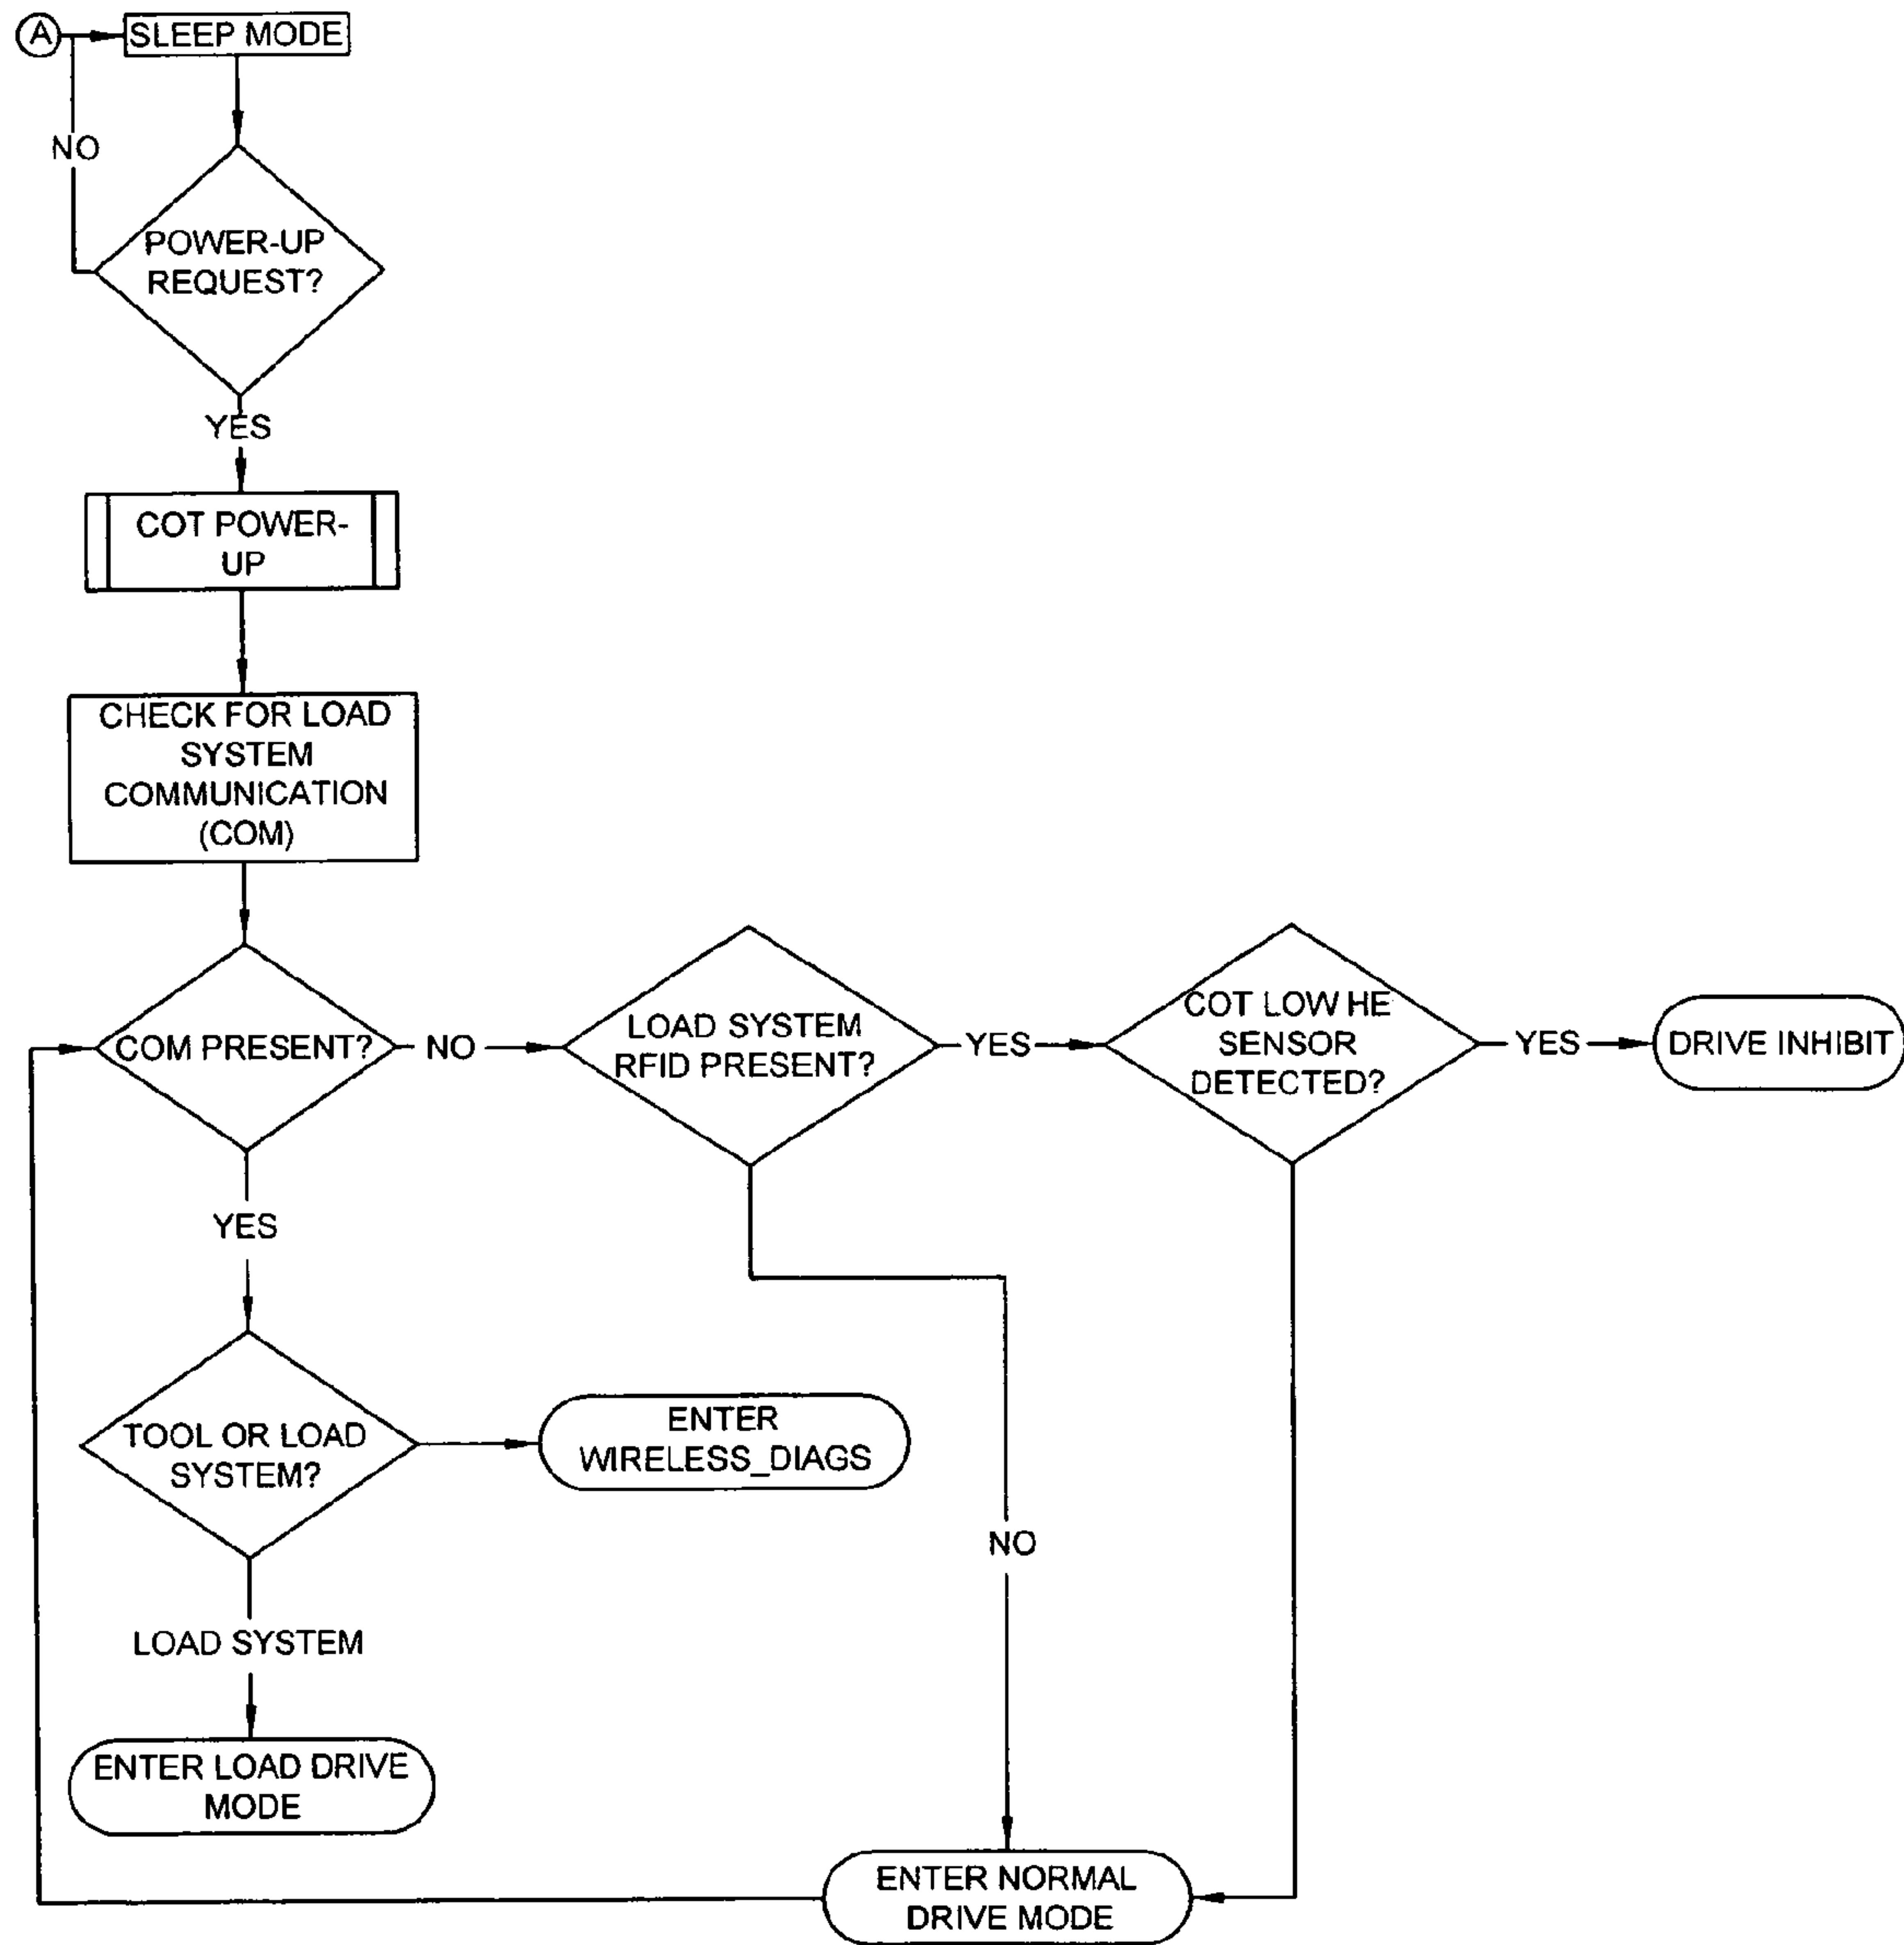 A
SLEEP MODE
NO
POWER-UP
REQUEST?
YES
COT POWER-
UP
CHECK FOR LOAD
SYSTEM
COMMUNICATION
(COM)
COM PRESENT?
NO
LOAD SYSTEM
RFID PRESENT?
YES
COT LOW HE
SENSOR
DETECTED?
YES
DRIVE INHIBIT
YES
TOOL OR LOAD
SYSTEM?
ENTER
WIRELESS_DIAGS
NO
LOAD SYSTEM
ENTER LOAD DRIVE
MODE
ENTER NORMAL
DRIVE MODE